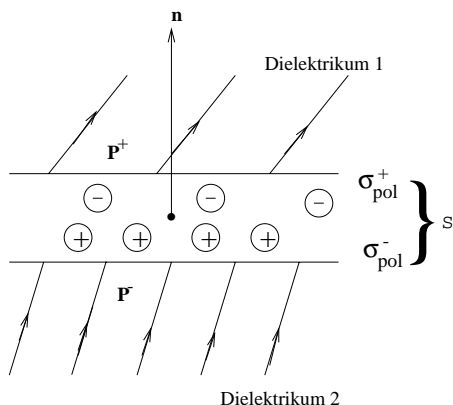 n
Dielektrikum 1
P⁺
σ⁺pol
− − −
S
+ + + +
σ⁻pol
P⁻
Dielektrikum 2